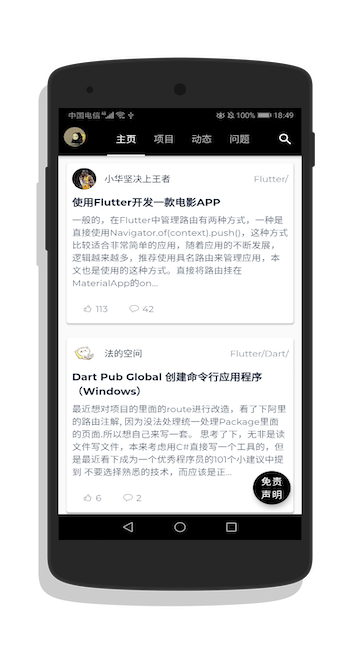 中国电信 100% 18:49
主页 项目 动态 问题
小华坚决上王者 Flutter/
使用Flutter开发一款电影APP
一般的，在Flutter中管理路由有两种方式，一种是
直接使用Navigator.of(context).push()，这种方式
比较适合非常简单的应用，随着应用的不断发展，
逻辑越来越多，推荐使用具名路由来管理应用，本
文也是使用的这种方式。直接将路由挂在
MaterialApp的on...
113 42
法的空间 Flutter/Dart/
Dart Pub Global 创建命令行应用程序
（Windows）
最近想对项目的里面的route进行改造，看了下阿里
的路由注解, 因为没法处理统一处理Package里面
的页面.所以想自己来写一套。 思考了下，无非是读
文件写文件，本来考虑用C#直接写一个工具的，但
是最近看下成为一个优秀程序员的101个小建议中提
到 不要选择熟悉的技术，而应该是正...
6 2
免责
声明